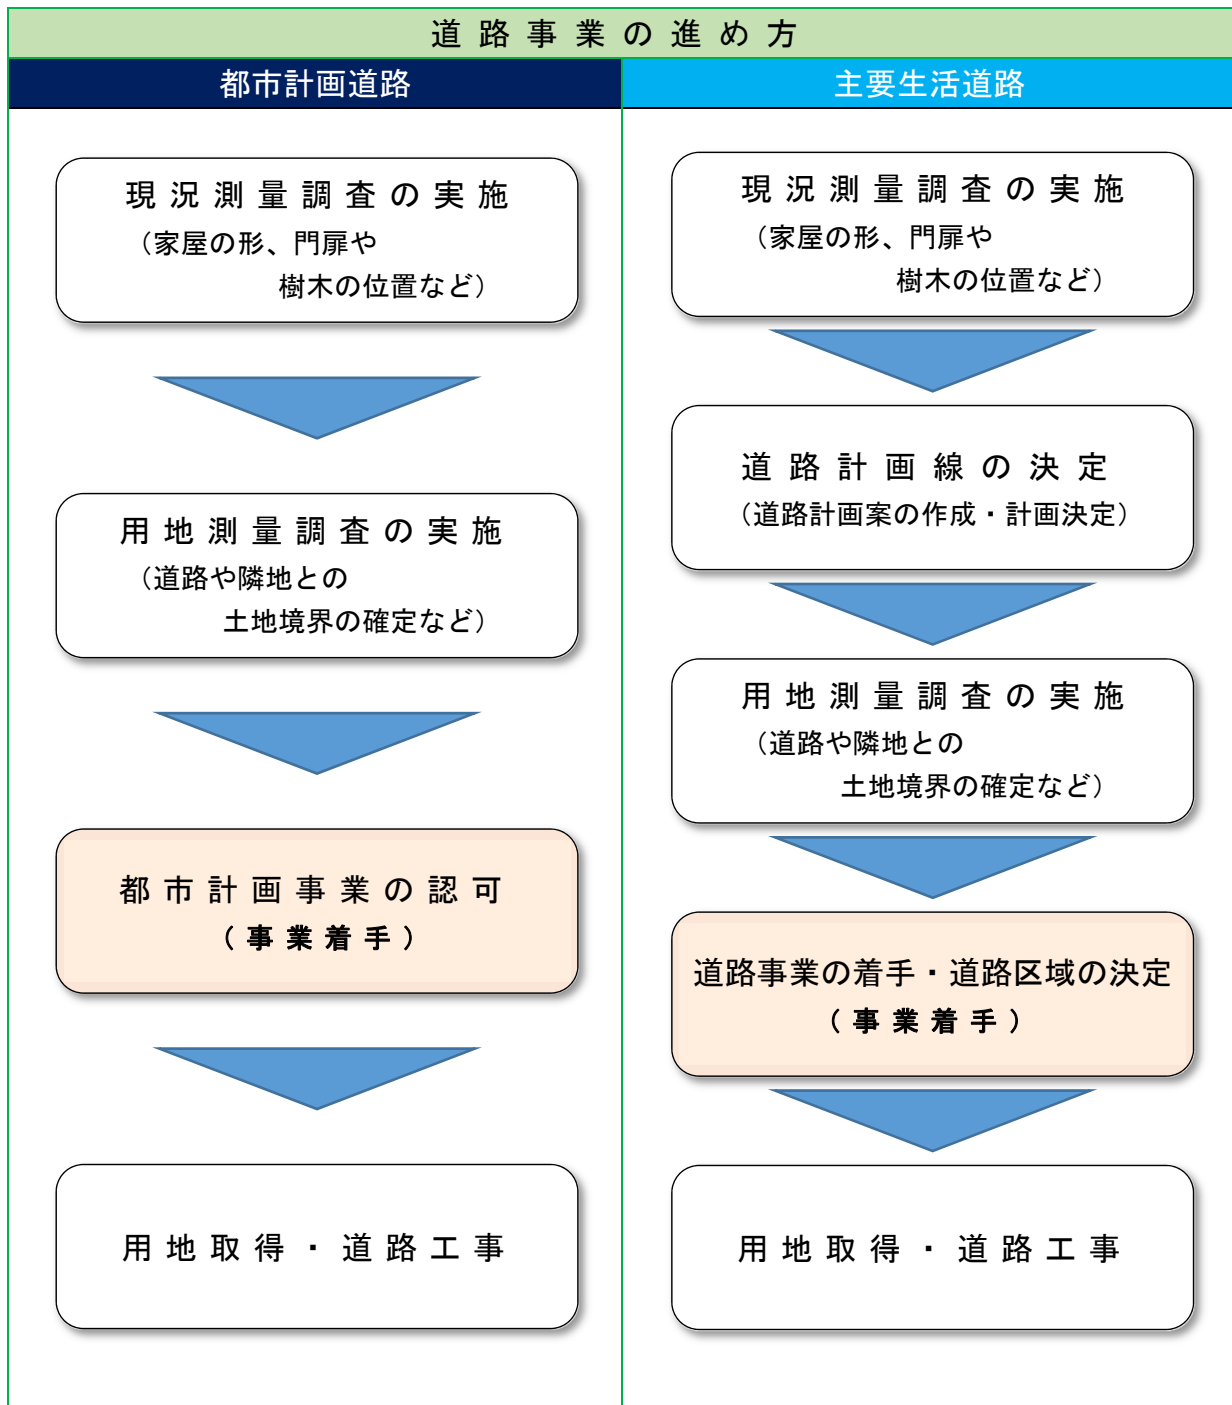 道路事業の進め方
都市計画道路
現況測量調査の実施
（家屋の形、門扉や
樹木の位置など）
用地測量調査の実施
（道路や隣地との
土地境界の確定など）
都市計画事業の認可
（事業着手）
用地取得・道路工事
主要生活道路
現況測量調査の実施
（家屋の形、門扉や
樹木の位置など）
道路計画線の決定
（道路計画案の作成・計画決定）
用地測量調査の実施
（道路や隣地との
土地境界の確定など）
道路事業の着手・道路区域の決定
（事業着手）
用地取得・道路工事